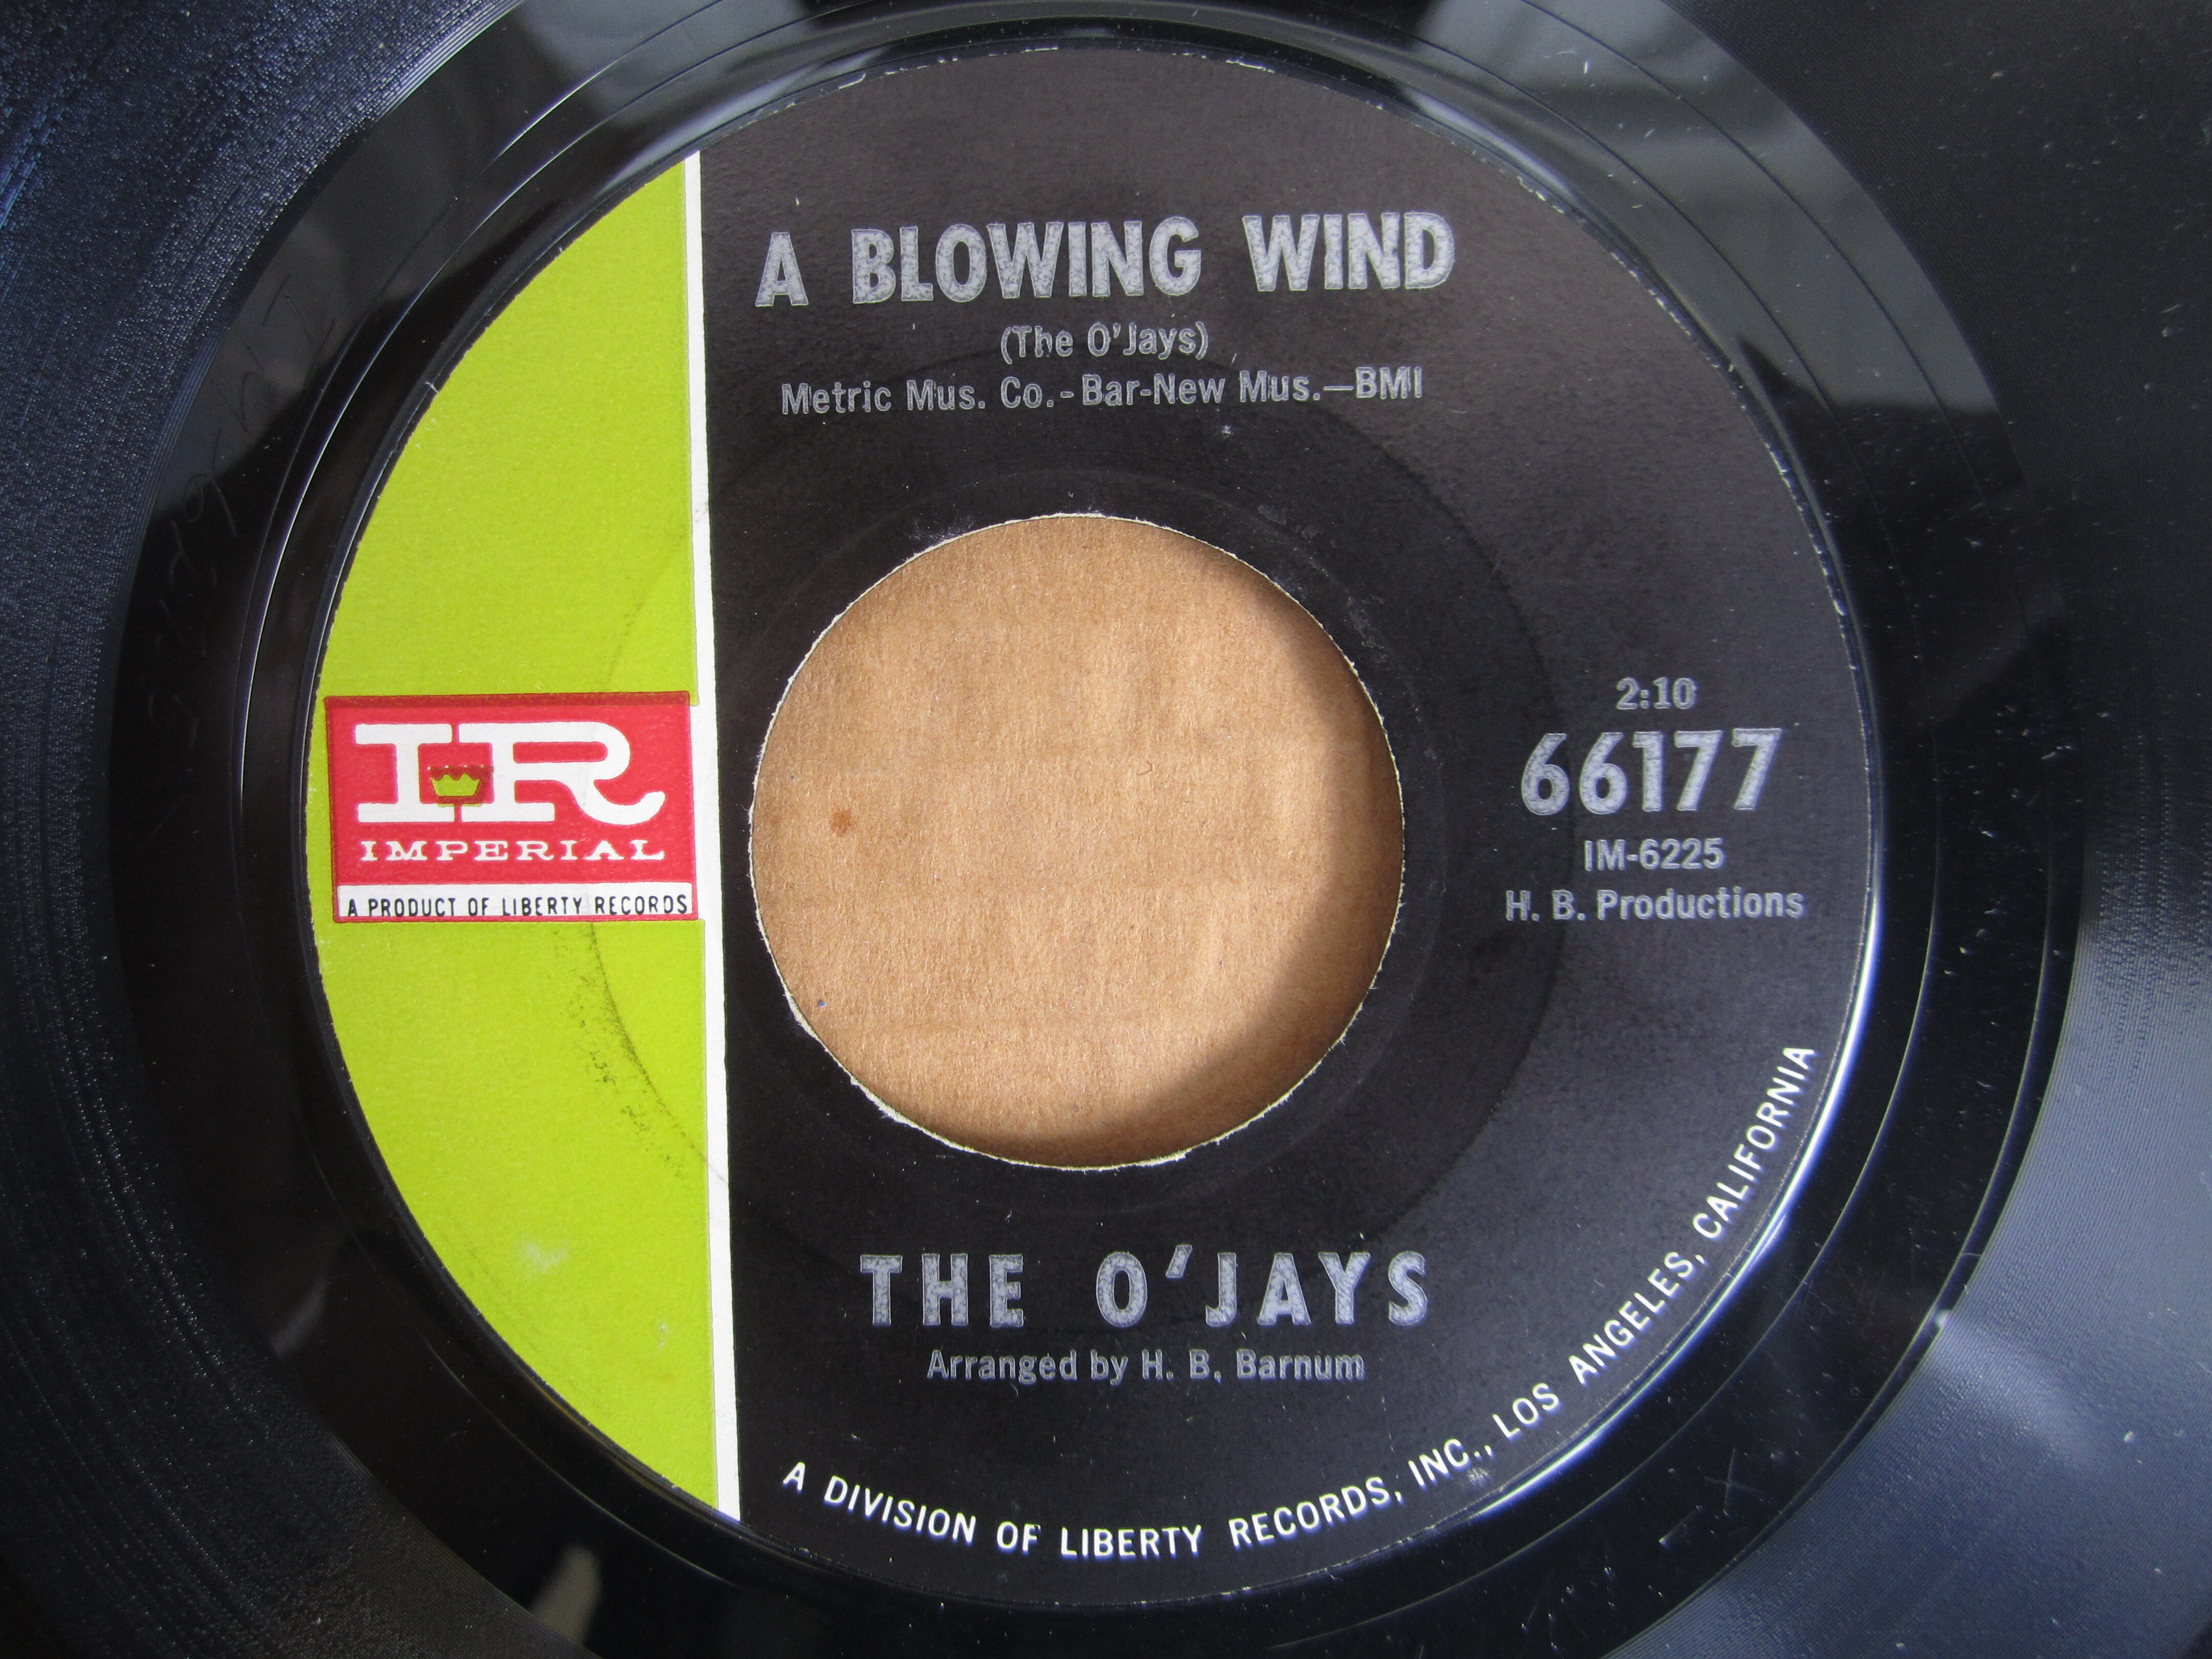 A BLOWING WIND
(The O'Jays)
Metric Mus. Co.-Bar-New Mus.—BMI
IR
IMPERIAL
A PRODUCT OF LIBERTY RECORDS
2:10
66177
IM-6225
H. B. Productions
THE O'JAYS
Arranged by H. B. Barnum
A DIVISION OF LIBERTY RECORDS, INC., LOS ANGELES, CALIFORNIA